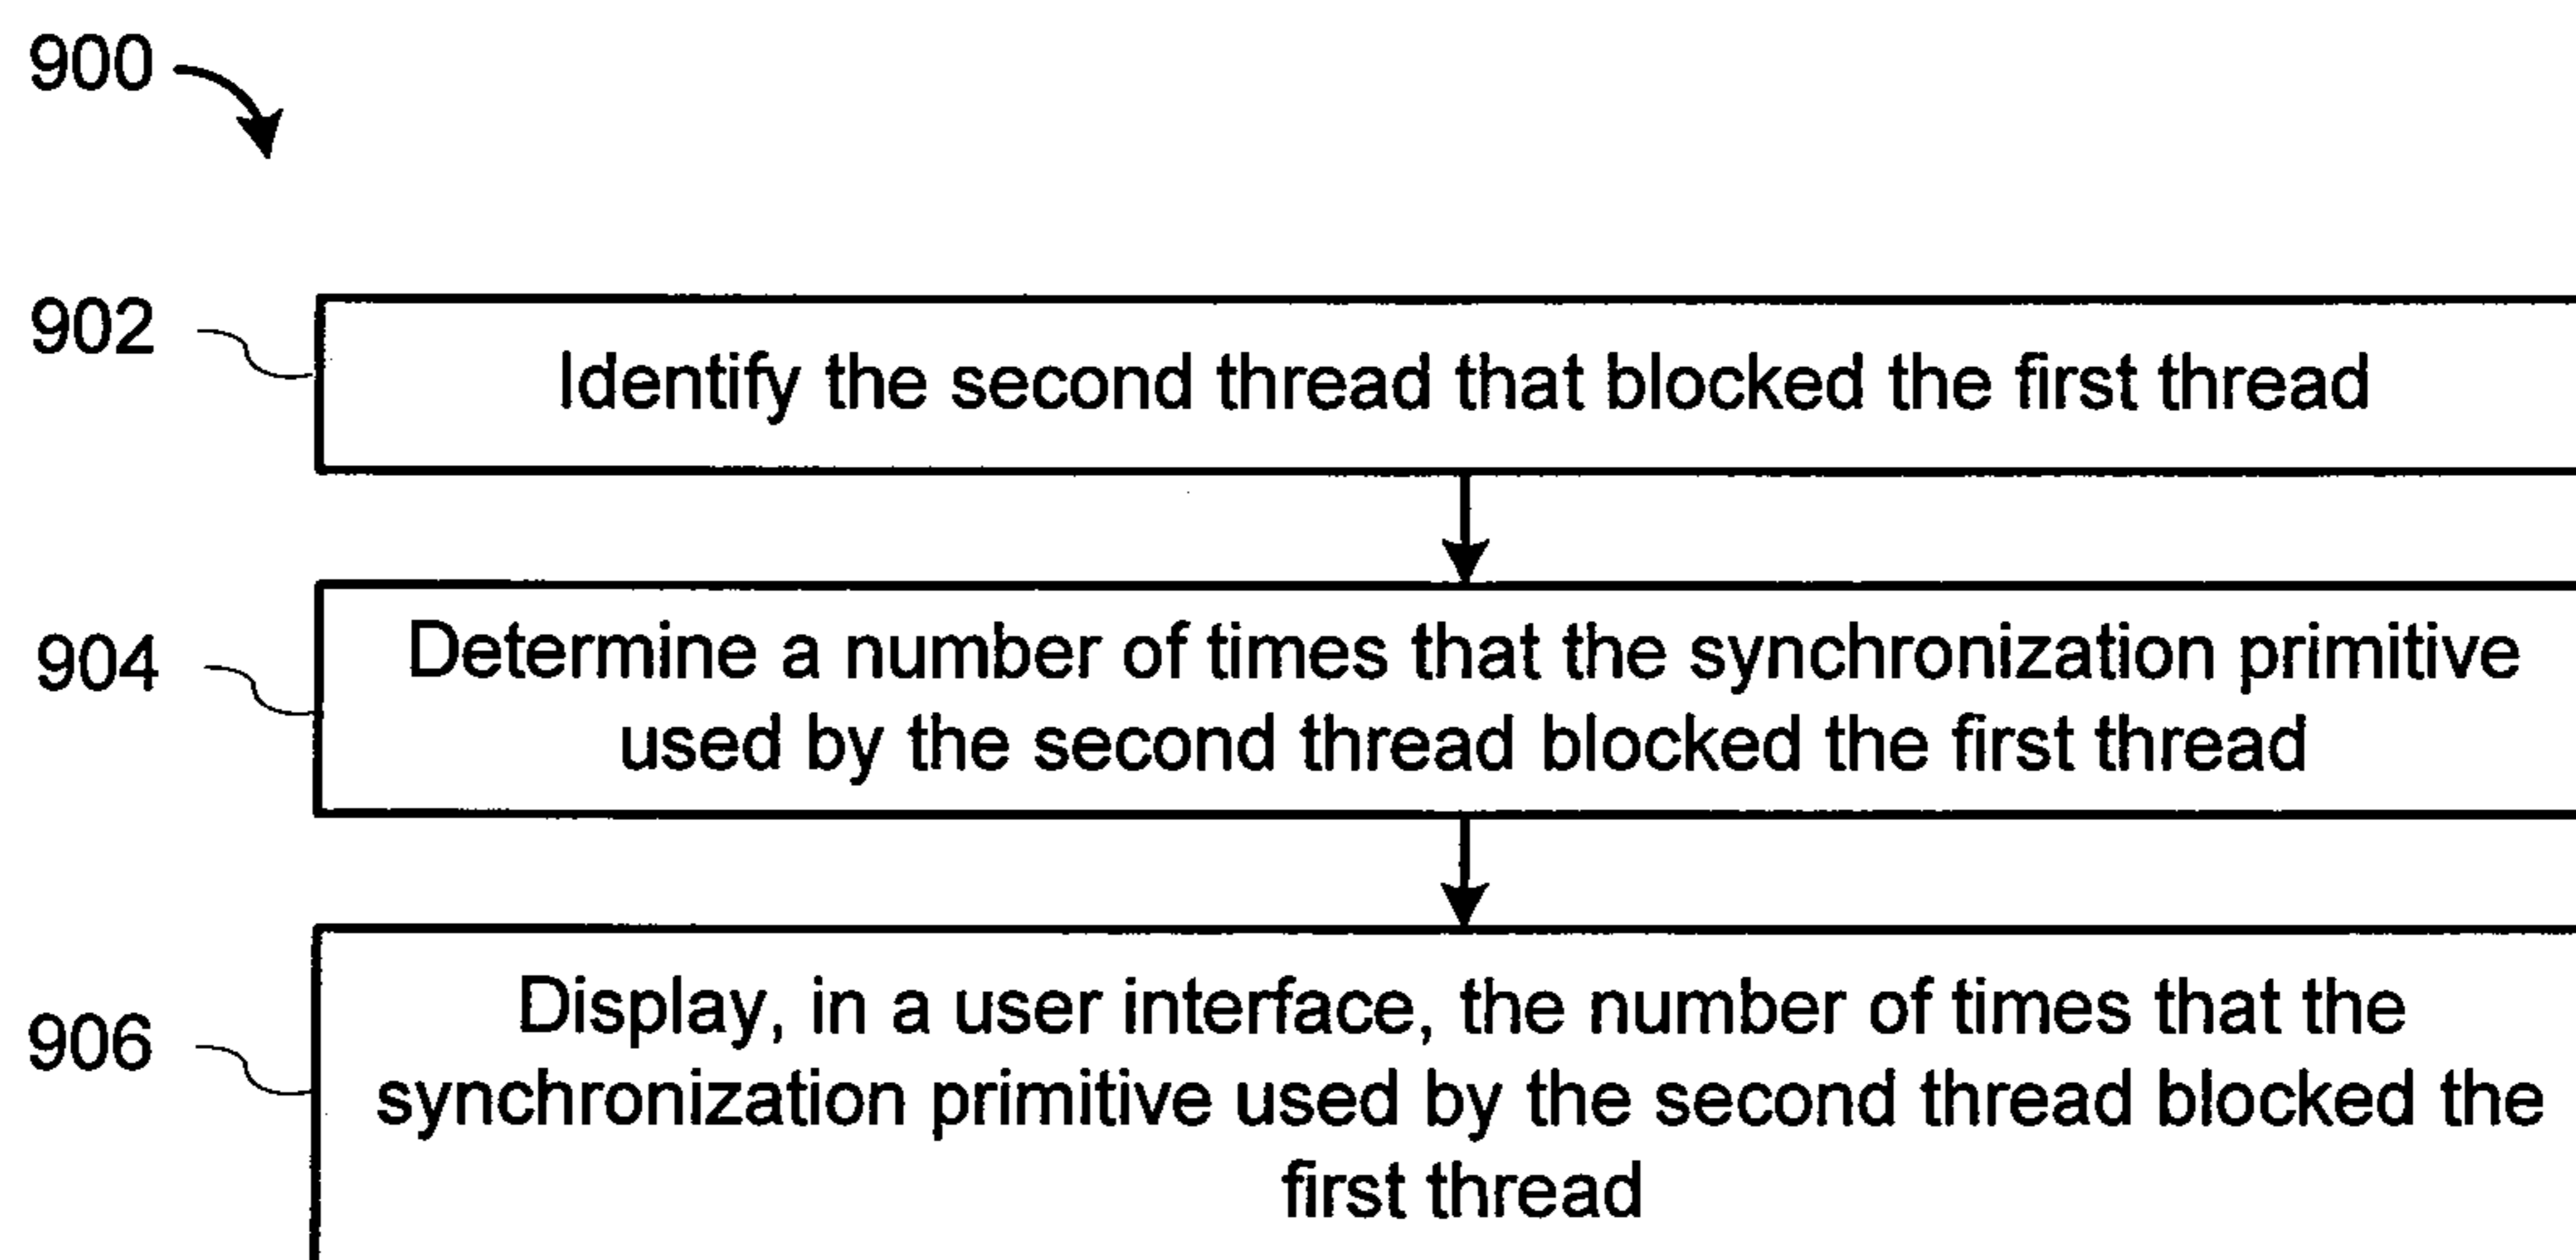 900
902
Identify the second thread that blocked the first thread
904
Determine a number of times that the synchronization primitive
used by the second thread blocked the first thread
906
Display, in a user interface, the number of times that the
synchronization primitive used by the second thread blocked the
first thread